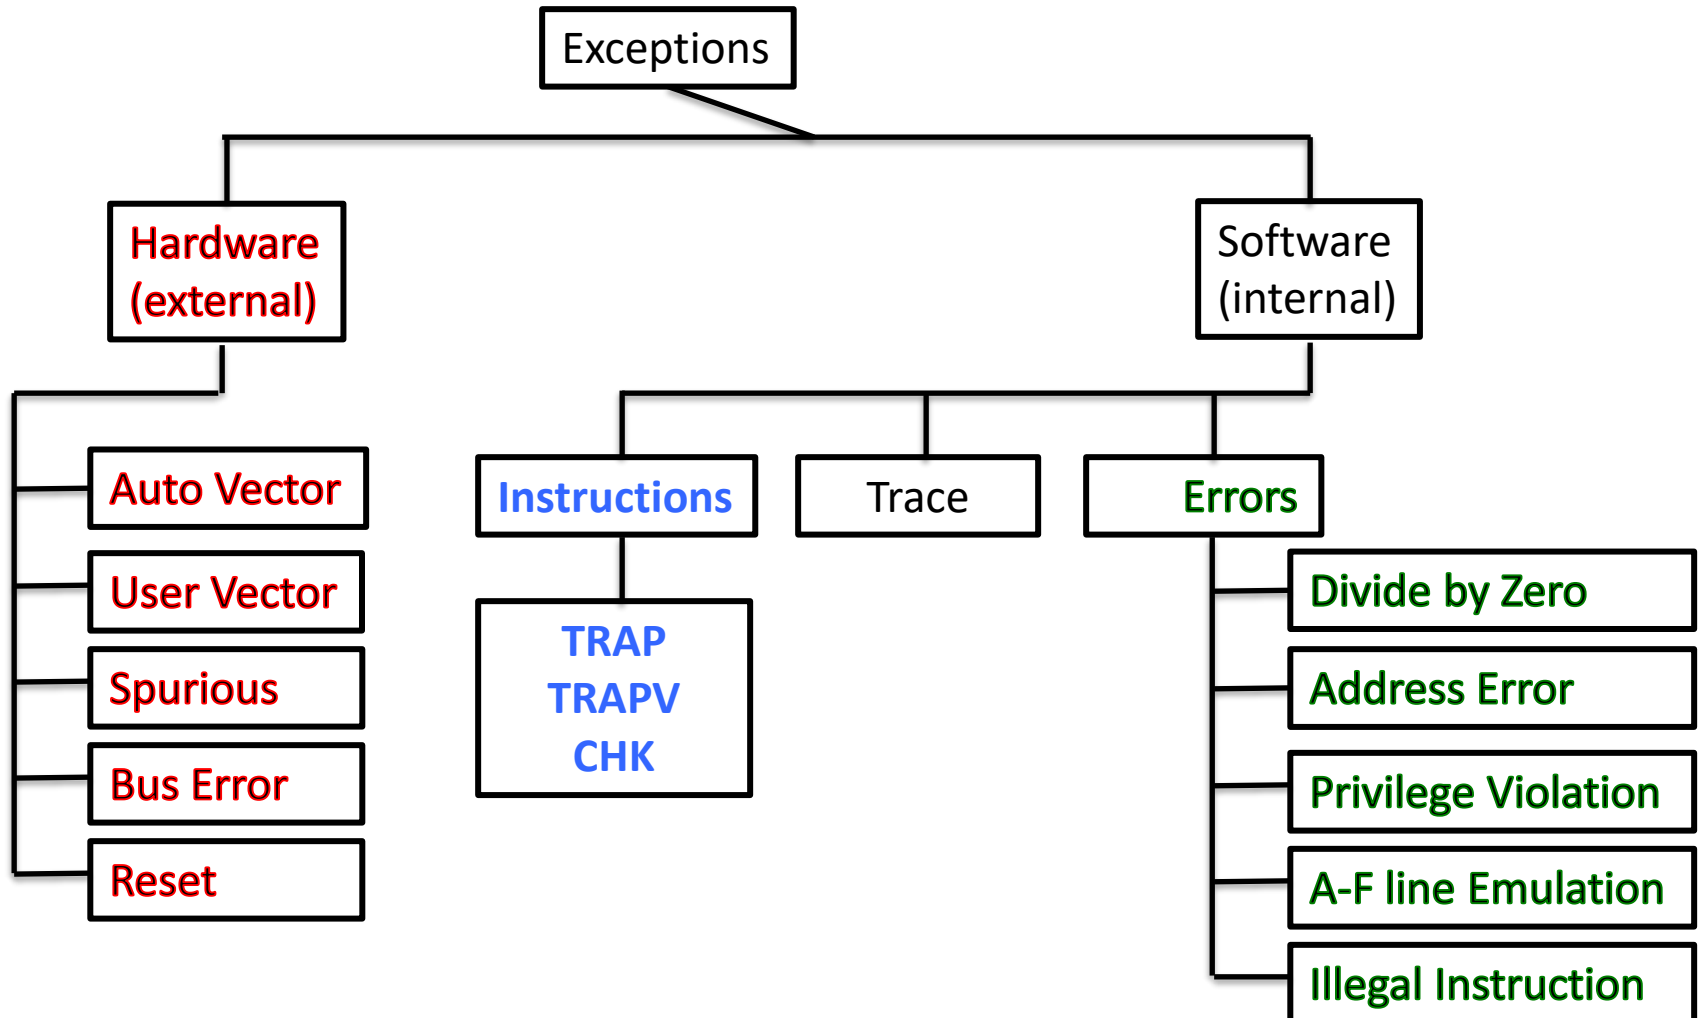 Exceptions
Hardware
(external)
Software
(internal)
Auto Vector
User Vector
Spurious
Bus Error
Reset
Instructions
TRAP
TRAPV
CHK
Trace
Errors
Divide by Zero
Address Error
Privilege Violation
A-F line Emulation
Illegal Instruction